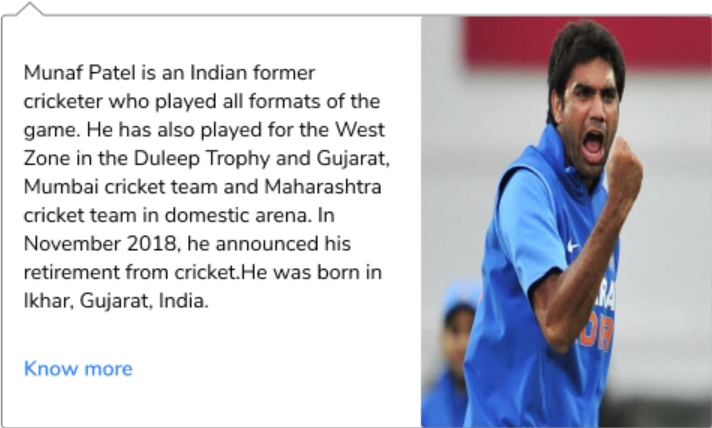 Munaf Patel is an Indian former
cricketer who played all formats of the
game. He has also played for the West
Zone in the Duleep Trophy and Gujarat,
Mumbai cricket team and Maharashtra
cricket team in domestic arena. In
November 2018, he announced his
retirement from cricket.He was born in
Ikhar, Gujarat, India.
Know more